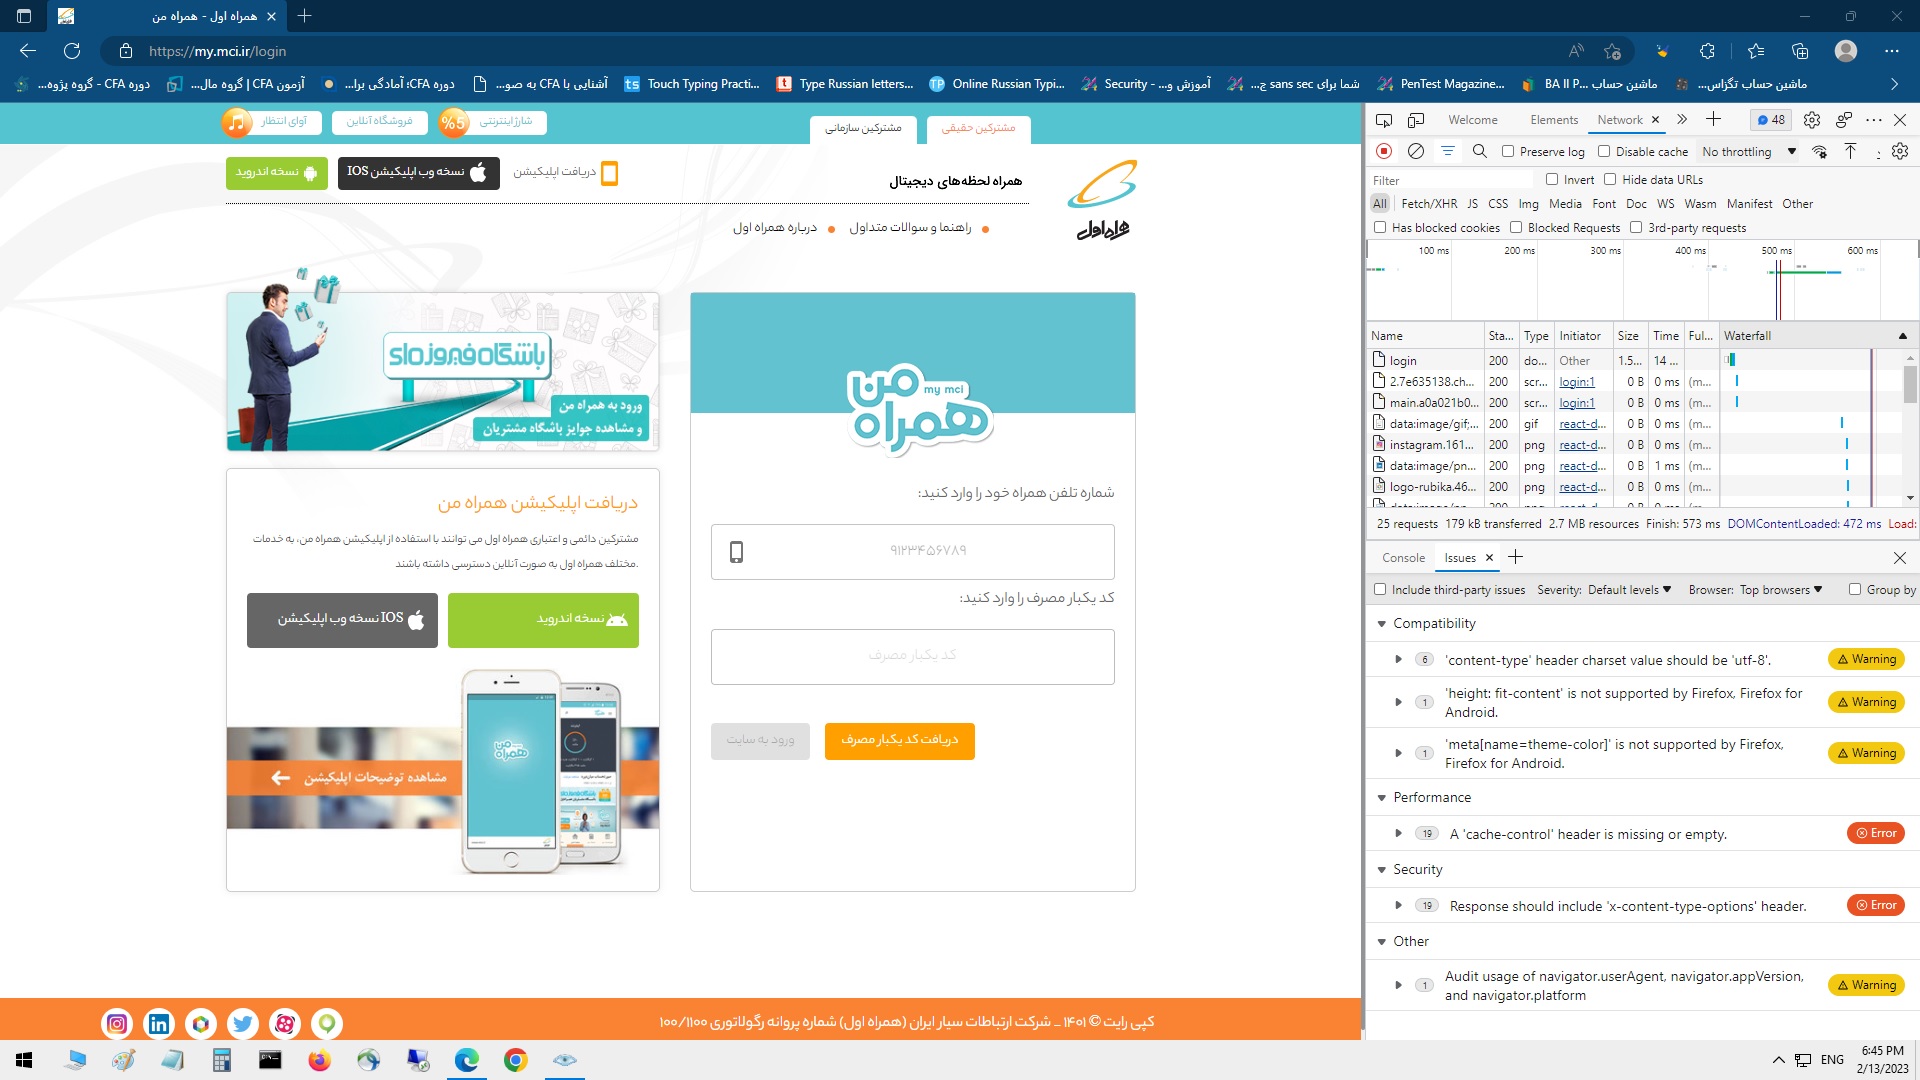 همراه اول - همراه من
https://my.mci.ir/login
دوره CFA - گروه پژوه...
آزمون CFA | گروه مال...
دوره CFA؛ آمادگی برا...
آشنایی با CFA به صو...
Touch Typing Practi...
Type Russian letters...
Online Russian Typi...
Security - آموزش و...
شما برای sans sec ج...
PenTest Magazine...
BA II P... ماشین حساب
ماشین حساب تگزاس...
مشترکین حقیقی
مشترکین سازمانی
شارژ اینترنتی
%5
فروشگاه آنلاین
آوای انتظار
همراه اول
همراه لحظه‌های دیجیتال
دریافت اپلیکیشن
نسخه وب اپلیکیشن IOS
نسخه اندروید
راهنما و سوالات متداول
درباره همراه اول
باشگاه فیروزه‌ای
ورود به همراه من
و مشاهده جوایز باشگاه مشتریان
دریافت اپلیکیشن همراه من
مشترکین دائمی و اعتباری همراه اول می توانند با استفاده از اپلیکیشن همراه من، به خدمات
مختلف همراه اول به صورت آنلاین دسترسی داشته باشند.
نسخه اندروید
IOS نسخه وب اپلیکیشن
مشاهده توضیحات اپلیکیشن
همراه من
my mci
شماره تلفن همراه خود را وارد کنید:
۹۱۲۳۴۵۶۷۸۹
کد یکبار مصرف را وارد کنید:
کد یکبار مصرف
دریافت کد یکبار مصرف
ورود به سایت
کپی رایت © ۱۴۰۱ _ شرکت ارتباطات سیار ایران (همراه اول) شماره پروانه رگولاتوری ۱۱۰۰/۱۰۰
Welcome Elements Network 48
Preserve log Disable cache No throttling
Filter Invert Hide data URLs
All Fetch/XHR JS CSS Img Media Font Doc WS Wasm Manifest Other
Has blocked cookies Blocked Requests 3rd-party requests
100 ms 200 ms 300 ms 400 ms 500 ms 600 ms
Name Sta... Type Initiator Size Time Ful... Waterfall
login 200 do... Other 1.5... 14 ...
2.7e635138.ch... 200 scr... login:1 0 B 0 ms (m...
main.a0a021b0... 200 scr... login:1 0 B 0 ms (m...
data:image/gif;... 200 gif react-d... 0 B 0 ms (m...
instagram.161... 200 png react-d... 0 B 0 ms (m...
data:image/pn... 200 png react-d... 0 B 1 ms (m...
logo-rubika.46... 200 png react-d... 0 B 0 ms (m...
25 requests 179 kB transferred 2.7 MB resources Finish: 573 ms DOMContentLoaded: 472 ms Load:
Console Issues
Include third-party issues Severity: Default levels Browser: Top browsers Group by
Compatibility
6 'content-type' header charset value should be 'utf-8'. Warning
1 'height: fit-content' is not supported by Firefox, Firefox for
Android. Warning
1 'meta[name=theme-color]' is not supported by Firefox,
Firefox for Android. Warning
Performance
19 A 'cache-control' header is missing or empty. Error
Security
19 Response should include 'x-content-type-options' header. Error
Other
1 Audit usage of navigator.userAgent, navigator.appVersion,
and navigator.platform Warning
ENG
6:45 PM
2/13/2023